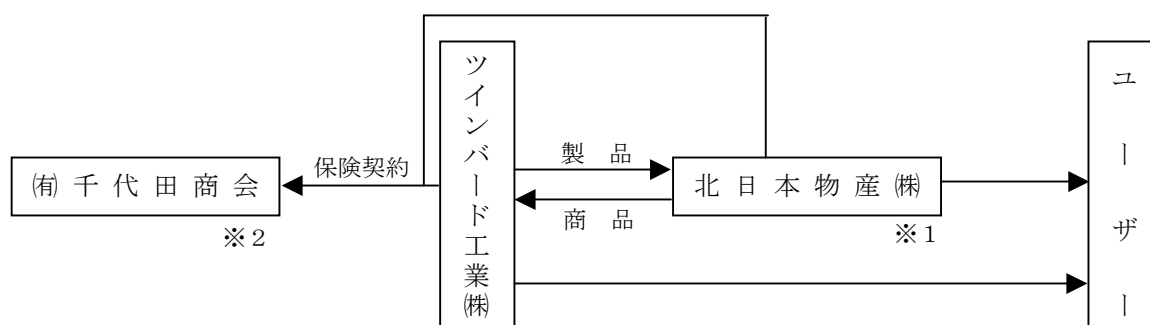 ㈲千代田商会
※2
保険契約
ツインバード工業㈱
製品
商品
北日本物産㈱
※1
ユーザー